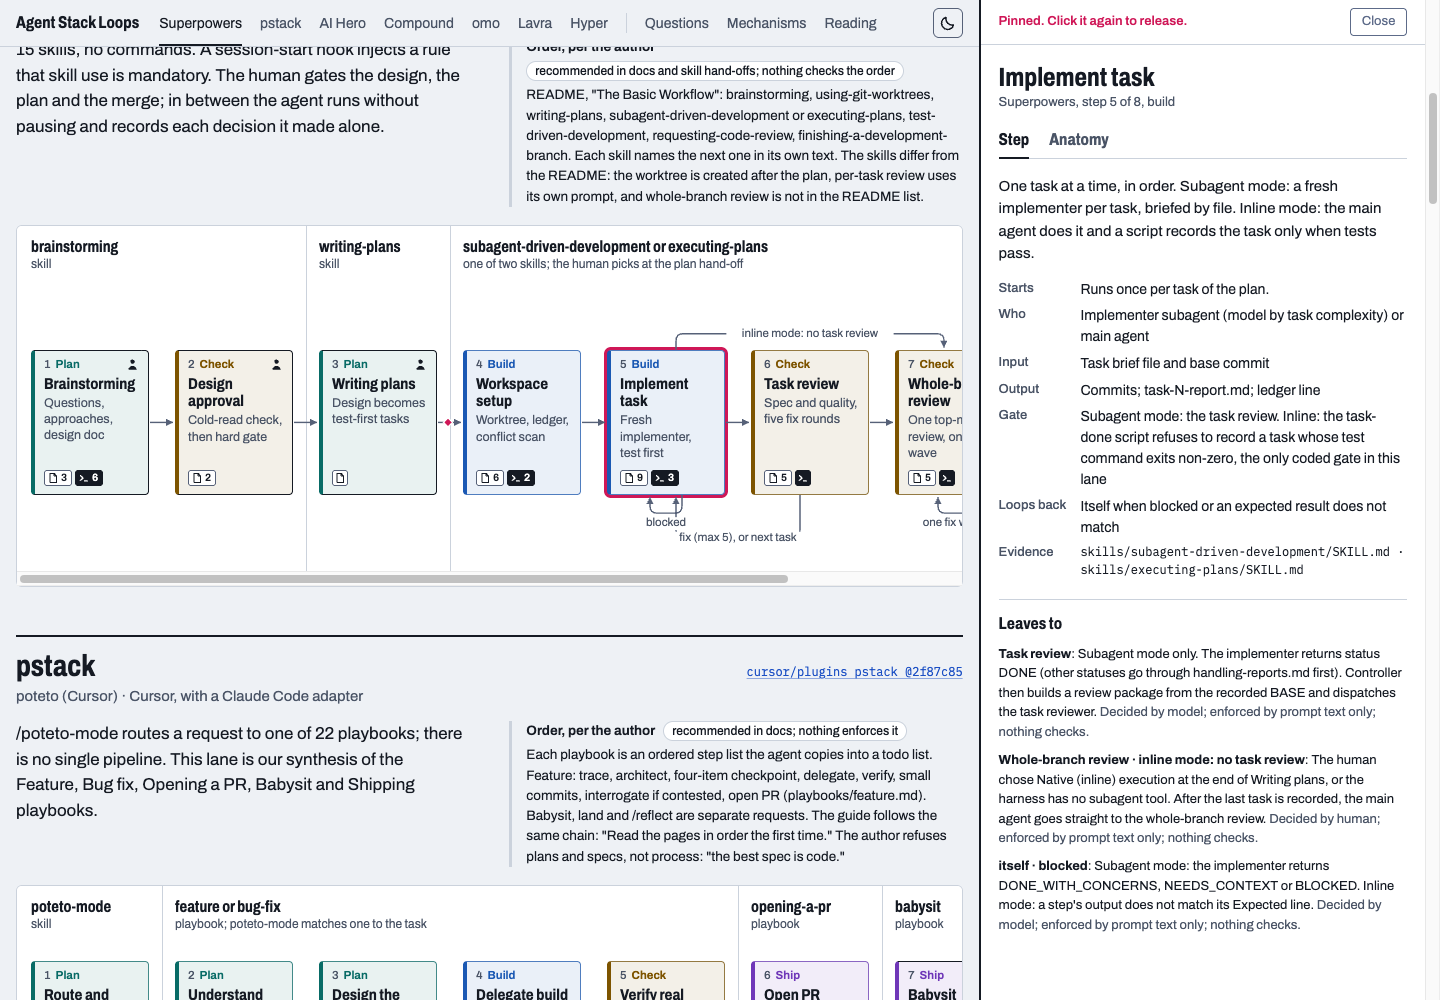 Agent Stack Loops
Superpowers
pstack
AI Hero
Compound
omo
Lavra
Hyper
Questions
Mechanisms
Reading
15 skills, no commands. A session-start hook injects a rule
that skill use is mandatory. The human gates the design, the
plan and the merge; in between the agent runs without
pausing and records each decision it made alone.
Order, per the author
recommended in docs and skill hand-offs; nothing checks the order
README, "The Basic Workflow": brainstorming, using-git-worktrees,
writing-plans, subagent-driven-development or executing-plans, test-
driven-development, requesting-code-review, finishing-a-development-
branch. Each skill names the next one in its own text. The skills differ from
the README: the worktree is created after the plan, per-task review uses
its own prompt, and whole-branch review is not in the README list.
brainstorming
skill
writing-plans
skill
subagent-driven-development or executing-plans
one of two skills; the human picks at the plan hand-off
inline mode: no task review
1 Plan
Brainstorming
Questions,
approaches,
design doc
3
6
2 Check
Design
approval
Cold-read check,
then hard gate
2
3 Plan
Writing plans
Design becomes
test-first tasks
4 Build
Workspace
setup
Worktree, ledger,
conflict scan
6
2
5 Build
Implement
task
Fresh
implementer,
test first
9
3
6 Check
Task review
Spec and quality,
five fix rounds
5
7 Check
Whole-b
review
One top-m
review, on
wave
5
blocked
fix (max 5), or next task
one fix w
pstack
cursor/plugins pstack @2f87c85
poteto (Cursor) · Cursor, with a Claude Code adapter
/poteto-mode routes a request to one of 22 playbooks; there
is no single pipeline. This lane is our synthesis of the
Feature, Bug fix, Opening a PR, Babysit and Shipping
playbooks.
Order, per the author
recommended in docs; nothing enforces it
Each playbook is an ordered step list the agent copies into a todo list.
Feature: trace, architect, four-item checkpoint, delegate, verify, small
commits, interrogate if contested, open PR (playbooks/feature.md).
Babysit, land and /reflect are separate requests. The guide follows the
same chain: "Read the pages in order the first time." The author refuses
plans and specs, not process: "the best spec is code."
poteto-mode
skill
feature or bug-fix
playbook; poteto-mode matches one to the task
opening-a-pr
playbook
babysit
playbook
1 Plan
Route and
2 Plan
Understand
3 Plan
Design the
4 Build
Delegate build
5 Check
Verify real
6 Ship
Open PR
7 Ship
Babysit
Pinned. Click it again to release.
Close
Implement task
Superpowers, step 5 of 8, build
Step
Anatomy
One task at a time, in order. Subagent mode: a fresh
implementer per task, briefed by file. Inline mode: the main
agent does it and a script records the task only when tests
pass.
Starts
Runs once per task of the plan.
Who
Implementer subagent (model by task complexity) or
main agent
Input
Task brief file and base commit
Output
Commits; task-N-report.md; ledger line
Gate
Subagent mode: the task review. Inline: the task-
done script refuses to record a task whose test
command exits non-zero, the only coded gate in this
lane
Loops back
Itself when blocked or an expected result does not
match
Evidence
skills/subagent-driven-development/SKILL.md ·
skills/executing-plans/SKILL.md
Leaves to
Task review: Subagent mode only. The implementer returns status
DONE (other statuses go through handling-reports.md first). Controller
then builds a review package from the recorded BASE and dispatches
the task reviewer. Decided by model; enforced by prompt text only;
nothing checks.
Whole-branch review · inline mode: no task review: The human
chose Native (inline) execution at the end of Writing plans, or the
harness has no subagent tool. After the last task is recorded, the main
agent goes straight to the whole-branch review. Decided by human;
enforced by prompt text only; nothing checks.
itself · blocked: Subagent mode: the implementer returns
DONE_WITH_CONCERNS, NEEDS_CONTEXT or BLOCKED. Inline
mode: a step's output does not match its Expected line. Decided by
model; enforced by prompt text only; nothing checks.